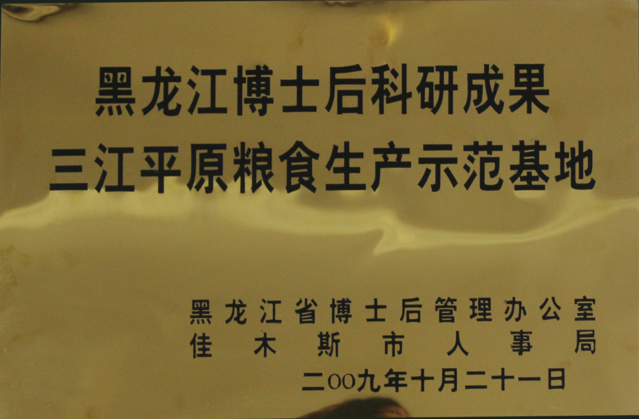 黑龙江博士后科研成果
三江平原粮食生产示范基地
黑龙江省博士后管理办公室
佳木斯市人事局
二〇〇九年十月二十一日